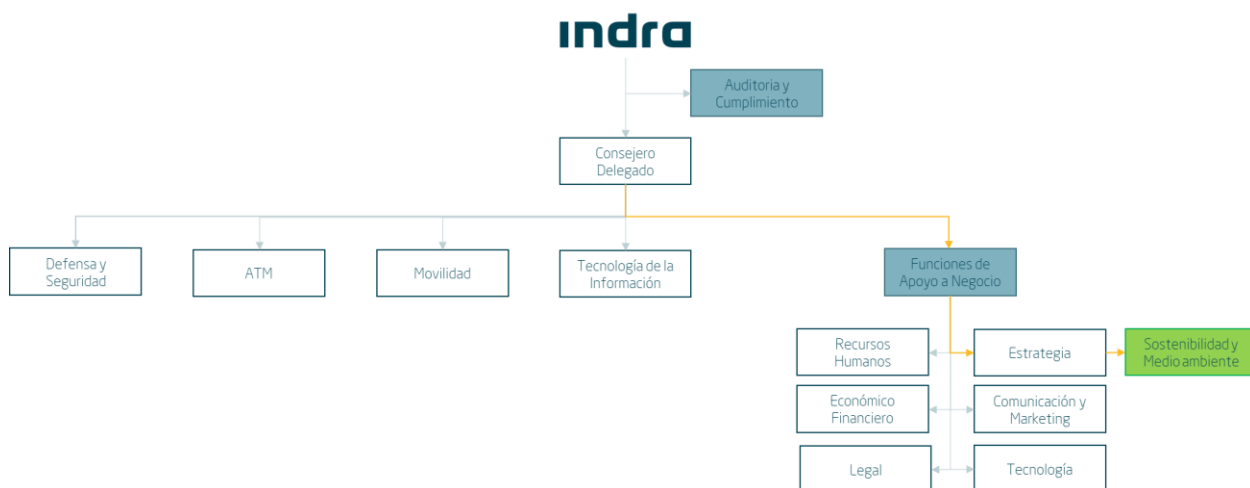 indra
Auditoria y
Cumplimiento
Consejero
Delegado
Defensa y
Seguridad
ATM
Movilidad
Tecnología de la
Información
Funciones de
Apoyo a Negocio
Recursos
Humanos
Estrategia
Sostenibilidad y
Medio ambiente
Económico
Financiero
Comunicación y
Marketing
Legal
Tecnología